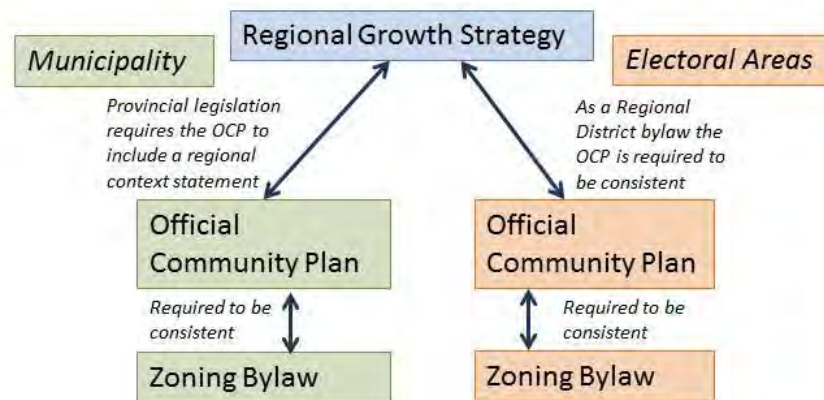 Regional Growth Strategy
Municipality
Electoral Areas
Provincial legislation
requires the OCP to
include a regional
context statement
As a Regional
District bylaw the
OCP is required to
be consistent
Official
Community Plan
Official
Community Plan
Required to be
consistent
Required to be
consistent
Zoning Bylaw
Zoning Bylaw